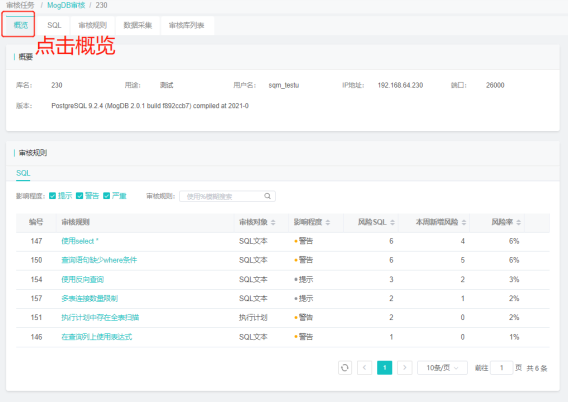 审核任务 / MogDB审核 / 230
概览 SQL 审核规则 数据采集 审核库列表
点击概览
概要
库名: 230 用途: 测试 用户名: sqm_testu IP地址: 192.168.64.230 端口: 26000
版本: PostgreSQL 9.2.4 (MogDB 2.0.1 build f892ccb7) compiled at 2021-0
审核规则
SQL
影响程度: 提示 警告 严重 审核规则: 使用%模糊搜索
编号 审核规则 审核对象 影响程度 风险SQL 本周新增风险 风险率
147 使用select * SQL文本 警告 6 4 6%
150 查询语句缺少where条件 SQL文本 警告 6 5 6%
154 使用反向查询 SQL文本 提示 3 2 3%
157 多表连接数量限制 SQL文本 提示 2 1 2%
151 执行计划中存在全表扫描 执行计划 警告 2 0 2%
146 在查询列上使用表达式 SQL文本 警告 1 0 1%
< 1 > 10条/页 前往 1 页 共 6 条